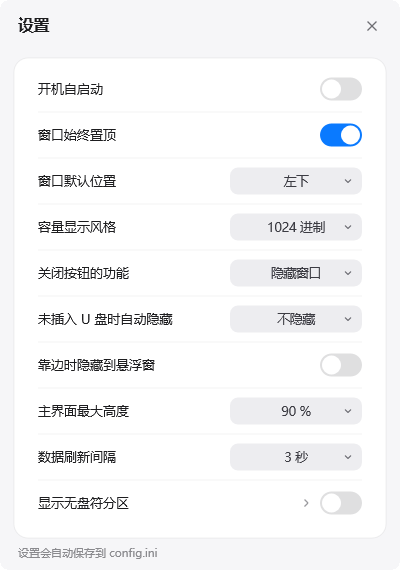 设置
开机自启动
窗口始终置顶
窗口默认位置 左下
容量显示风格 1024 进制
关闭按钮的功能 隐藏窗口
未插入 U 盘时自动隐藏 不隐藏
靠边时隐藏到悬浮窗
主界面最大高度 90 %
数据刷新间隔 3 秒
显示无盘符分区
设置会自动保存到 config.ini